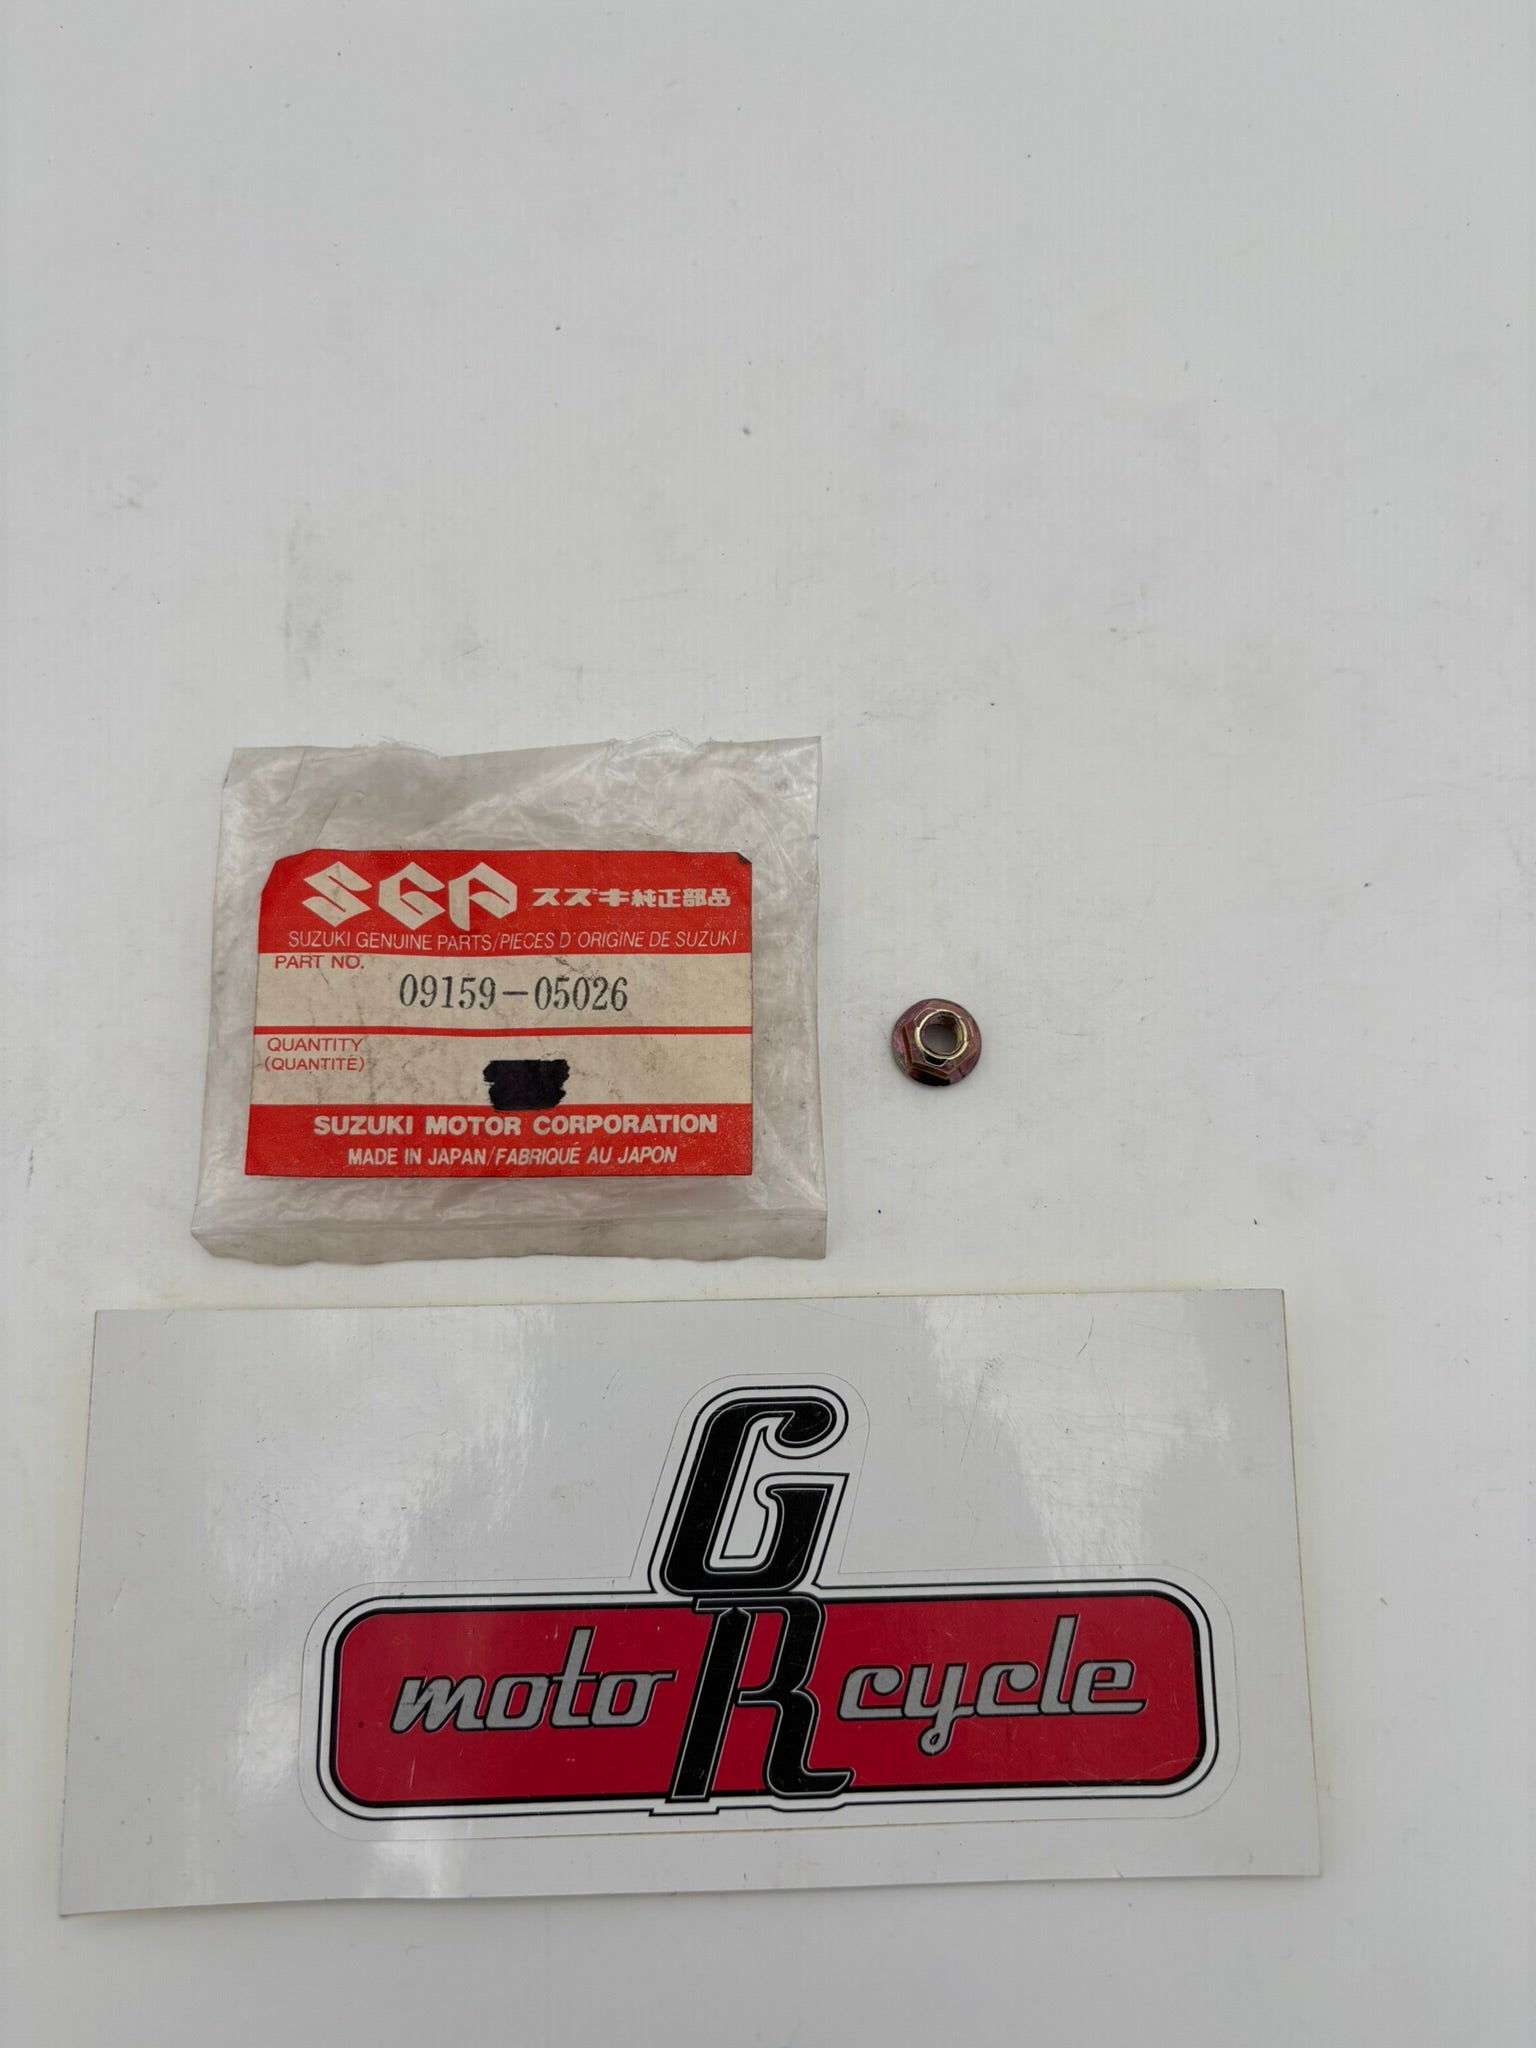 SGP スズキ純正部品
SUZUKI GENUINE PARTS/PIECES D'ORIGINE DE SUZUKI
PART NO.
09159-05026
QUANTITY
(QUANTITÉ)
SUZUKI MOTOR CORPORATION
MADE IN JAPAN/FABRIQUÉ AU JAPON
G
moto R cycle